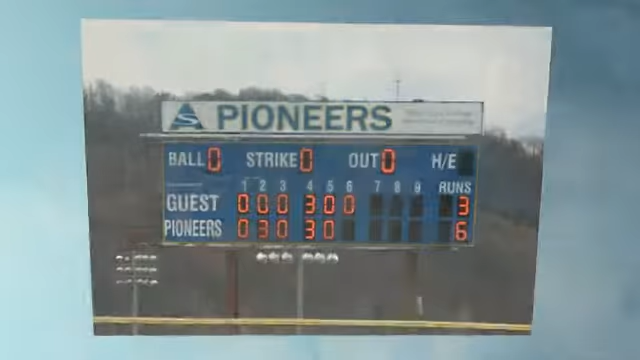 AS PIONEERS
BALL 0 STRIKE 0 OUT 0 H/E
1 2 3 4 5 6 7 8 9 RUNS
GUEST 0 0 0 3 0 0 3
PIONEERS 0 3 0 3 0 6